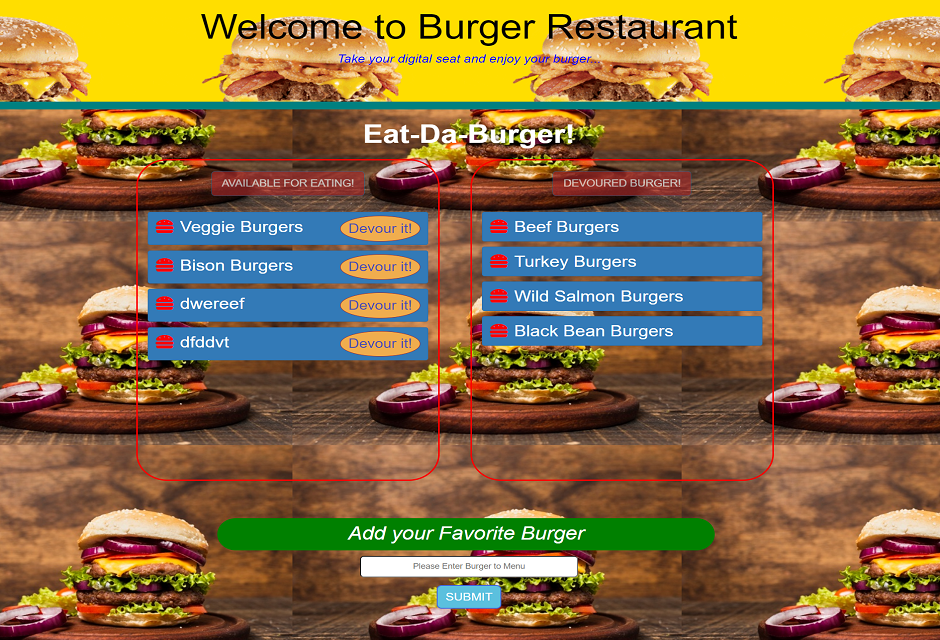 Welcome to Burger Restaurant
Take your digital seat and enjoy your burger...
Eat-Da-Burger!
AVAILABLE FOR EATING!
Veggie Burgers Devour it!
Bison Burgers Devour it!
dwereef Devour it!
dfddvt Devour it!
DEVOURED BURGER!
Beef Burgers
Turkey Burgers
Wild Salmon Burgers
Black Bean Burgers
Add your Favorite Burger
Please Enter Burger to Menu
SUBMIT